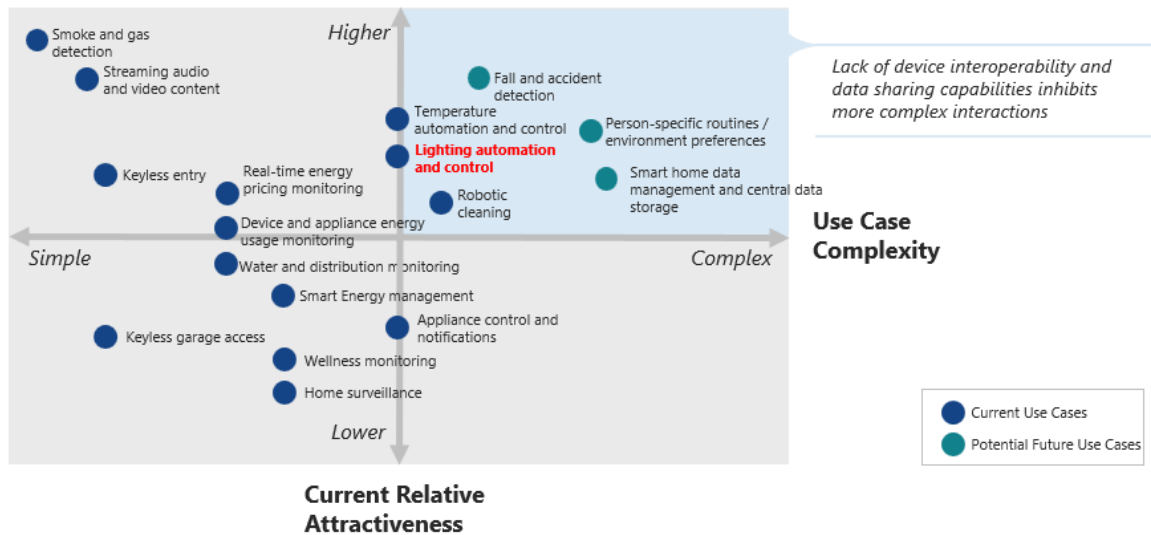 Higher
Smoke and gas
detection
Streaming audio
and video content
Fall and accident
detection
Lack of device interoperability and
data sharing capabilities inhibits
more complex interactions
Temperature
automation and control
Person-specific routines /
environment preferences
Lighting automation
and control
Keyless entry
Real-time energy
pricing monitoring
Smart home data
management and central data
storage
Robotic
cleaning
Device and appliance energy
usage monitoring
Use Case
Complexity
Simple
Complex
Water and distribution monitoring
Smart Energy management
Appliance control and
notifications
Keyless garage access
Wellness monitoring
Home surveillance
Lower
Current Use Cases
Potential Future Use Cases
Current Relative
Attractiveness